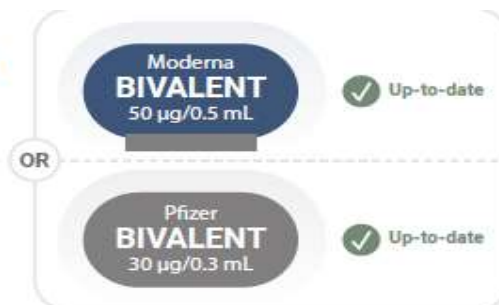 Moderna
BIVALENT
50 µg/0.5 mL
Up-to-date
OR
Pfizer
BIVALENT
30 µg/0.3 mL
Up-to-date